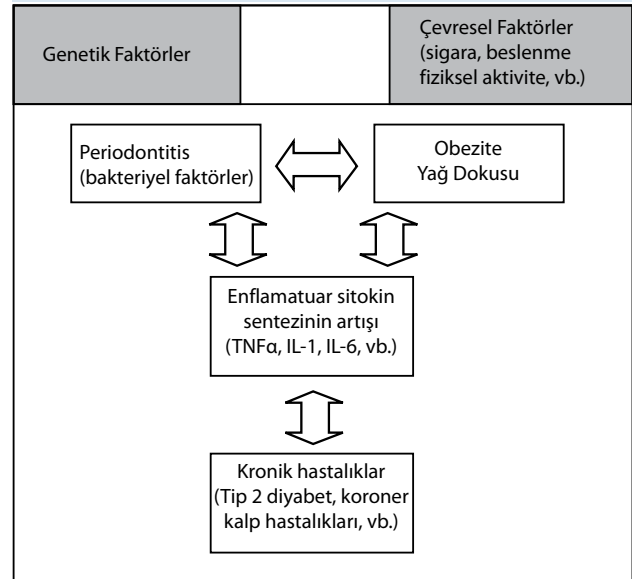 Genetik Faktörler
Çevresel Faktörler
(sigara, beslenme
fiziksel aktivite, vb.)
Periodontitis
(bakteriyel faktörler)
Obezite
Yağ Dokusu
Enflamatuar sitokin
sentezinin artışı
(TNFα, IL-1, IL-6, vb.)
Kronik hastalıklar
(Tip 2 diyabet, koroner
kalp hastalıkları, vb.)